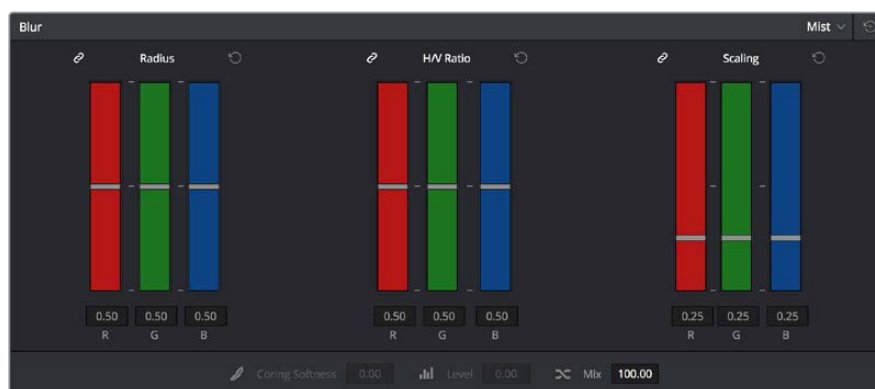 Blur Mist
Radius H/V Ratio Scaling
0.50 0.50 0.50 0.50 0.50 0.50 0.25 0.25 0.25
R G B R G B R G B
Coring Softness 0.00 Level 0.00 Mix 100.00